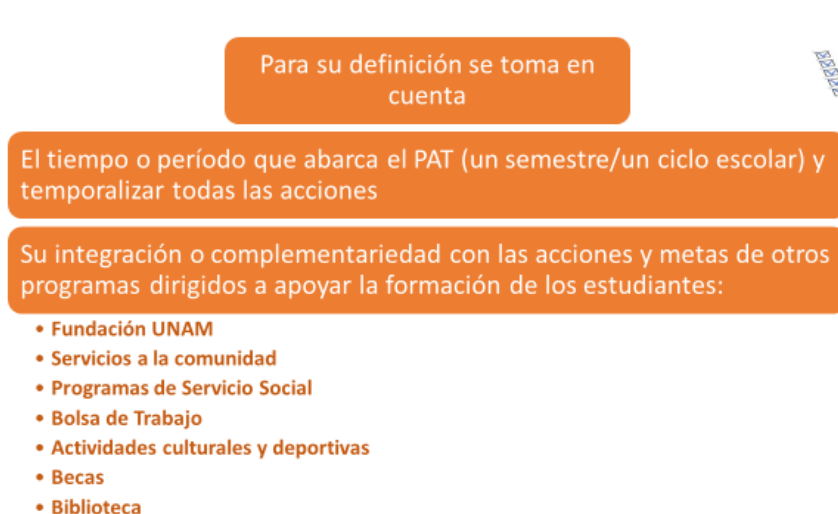 Para su definición se toma en
cuenta
El tiempo o período que abarca el PAT (un semestre/un ciclo escolar) y
temporalizar todas las acciones
Su integración o complementariedad con las acciones y metas de otros
programas dirigidos a apoyar la formación de los estudiantes:
• Fundación UNAM
• Servicios a la comunidad
• Programas de Servicio Social
• Bolsa de Trabajo
• Actividades culturales y deportivas
• Becas
• Biblioteca